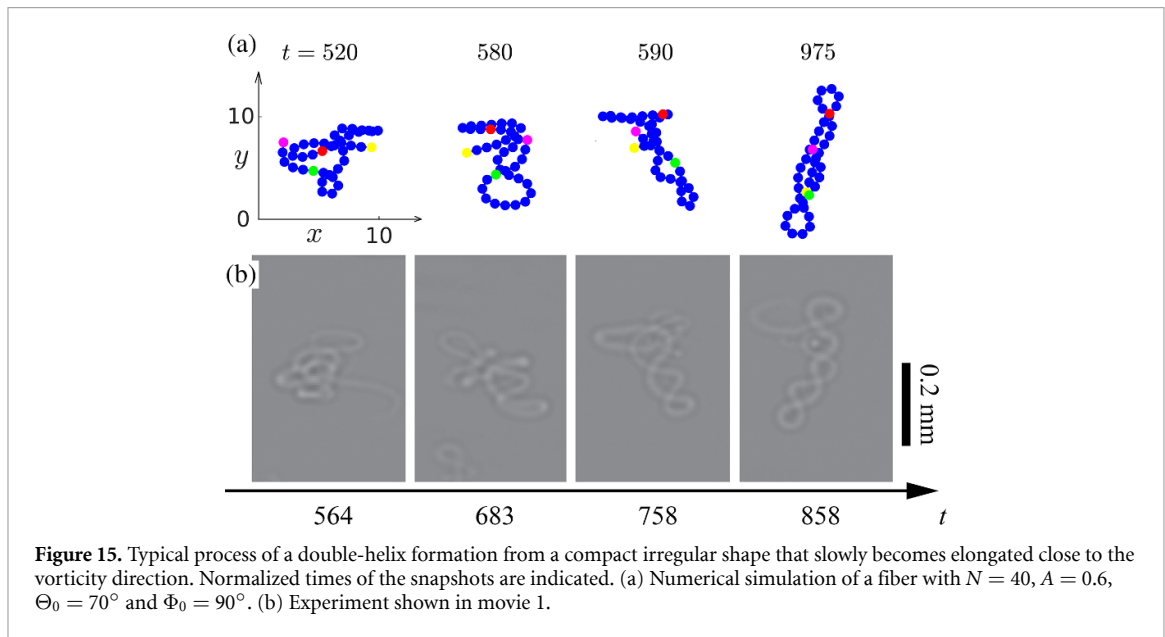 (a)
t = 520
580
590
975
10
y
0
x
10
(b)
0.2 mm
564
683
758
858
t
Figure 15. Typical process of a double-helix formation from a compact irregular shape that slowly becomes elongated close to the
vorticity direction. Normalized times of the snapshots are indicated. (a) Numerical simulation of a fiber with N = 40, A = 0.6,
Θ₀ = 70° and Φ₀ = 90°. (b) Experiment shown in movie 1.